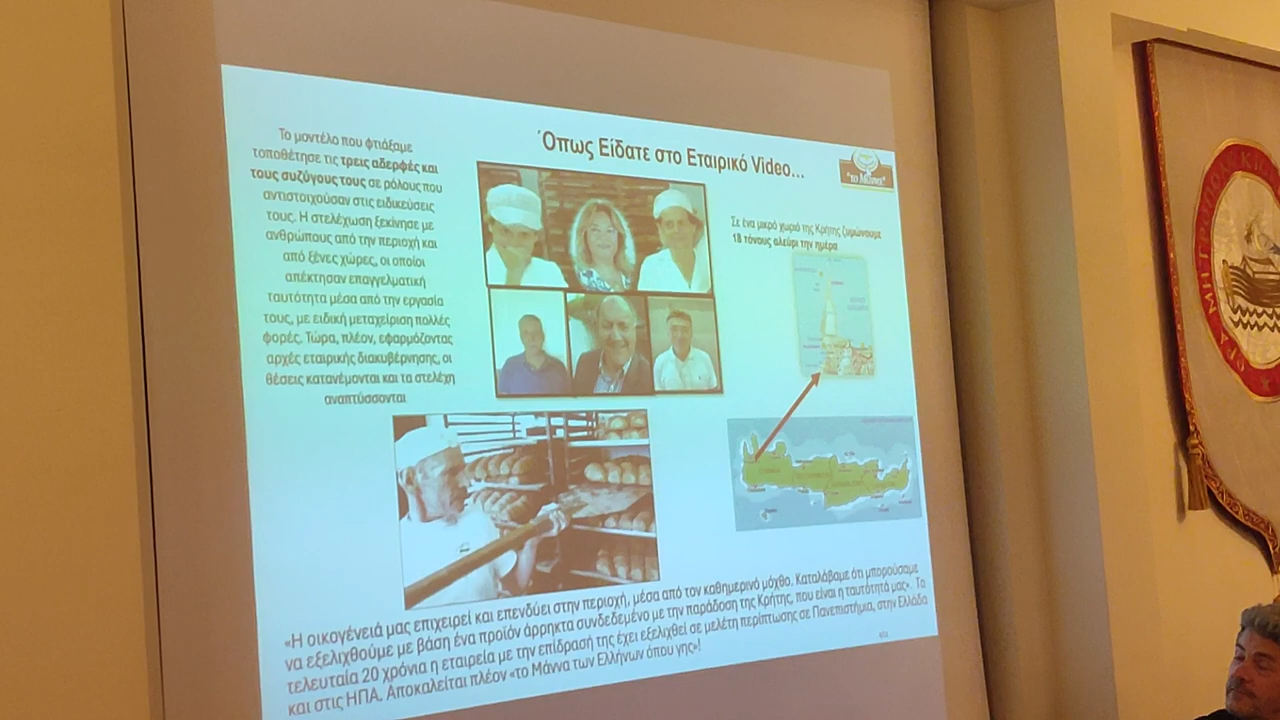 Όπως Είδατε στο Εταιρικό Video...
Το μοντέλο που φτιάξαμε
τοποθέτησε τις τρεις αδερφές και
τους συζύγους τους σε ρόλους που
αντιστοιχούσαν στις ειδικεύσεις
τους. Η στελέχωση ξεκίνησε με
ανθρώπους από την περιοχή και
από ξένες χώρες, οι οποίοι
απέκτησαν επαγγελματική
ταυτότητα μέσα από την εργασία
τους, με ειδική μεταχείριση πολλές
φορές. Τώρα, πλέον, εφαρμόζοντας
αρχές εταιρικής διακυβέρνησης, οι
θέσεις κατανέμονται και τα στελέχη
αναπτύσσονται
"το Μάννα"
Σε ένα μικρό χωριό της Κρήτης ζυμώνουμε
18 τόνους αλεύρι την ημέρα
«Η οικογένειά μας επιχειρεί και επενδύει στην περιοχή, μέσα από τον καθημερινό μόχθο. Καταλάβαμε ότι μπορούσαμε
να εξελιχθούμε με βάση ένα προϊόν άρρηκτα συνδεδεμένο με την παράδοση της Κρήτης, που είναι η ταυτότητά μας». Τα
τελευταία 20 χρόνια η εταιρεία με την επίδρασή της έχει εξελιχθεί σε μελέτη περίπτωσης σε Πανεπιστήμια, στην Ελλάδα
και στις ΗΠΑ. Αποκαλείται πλέον «το Μάννα των Ελλήνων όπου γης»!